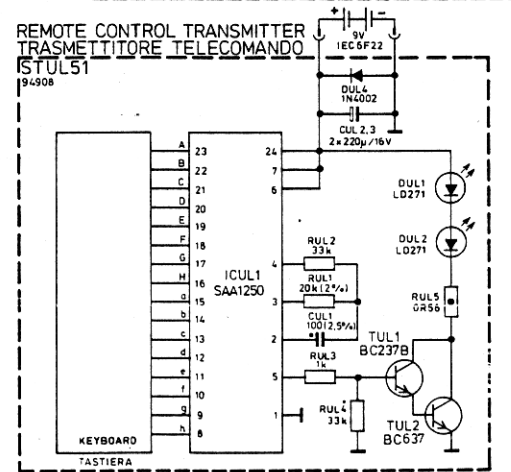 REMOTE CONTROL TRANSMITTER
TRASMETTITORE TELECOMANDO
STUL51
94908
+ -
9V
IEC 6F22
DUL4
1N4002
CUL 2,3
2x220µ/16V
A 23
B 22
C 21
D 20
E 19
F 18
G 17
H 16
a 15
b 14
c 13
d 12
e 11
f 10
g 9
h 8
KEYBOARD
TASTIERA
ICUL1
SAA1250
24
7
6
4
3
2
5
1
RUL2
33k
RUL1
20k(2%)
CUL1
100(2,5%)
RUL3
1k
RUL4
33k
DUL1
LD271
DUL2
LD271
RUL5
0R56
TUL1
BC237B
TUL2
BC637